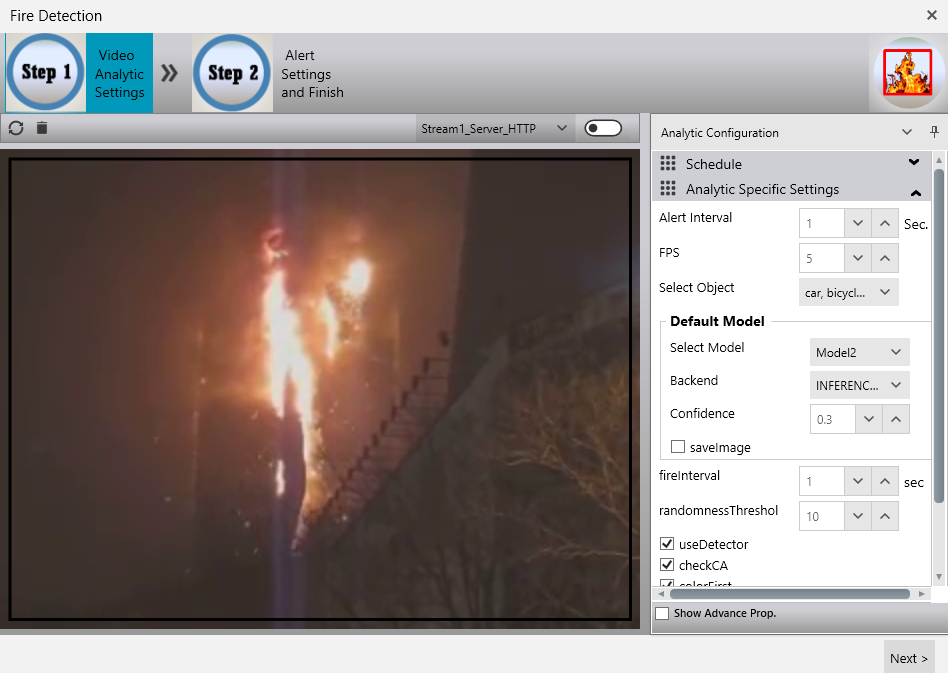 Fire Detection
Step 1
Video
Analytic
Settings
Step 2
Alert
Settings
and Finish
Stream1_Server_HTTP
Analytic Configuration
Schedule
Analytic Specific Settings
Alert Interval
1
Sec.
FPS
5
Select Object
car, bicycl...
Default Model
Select Model
Model2
Backend
INFERENC...
Confidence
0.3
saveImage
fireInterval
1
sec
randomnessThreshol
10
useDetector
checkCA
colorFirst
Show Advance Prop.
Next >